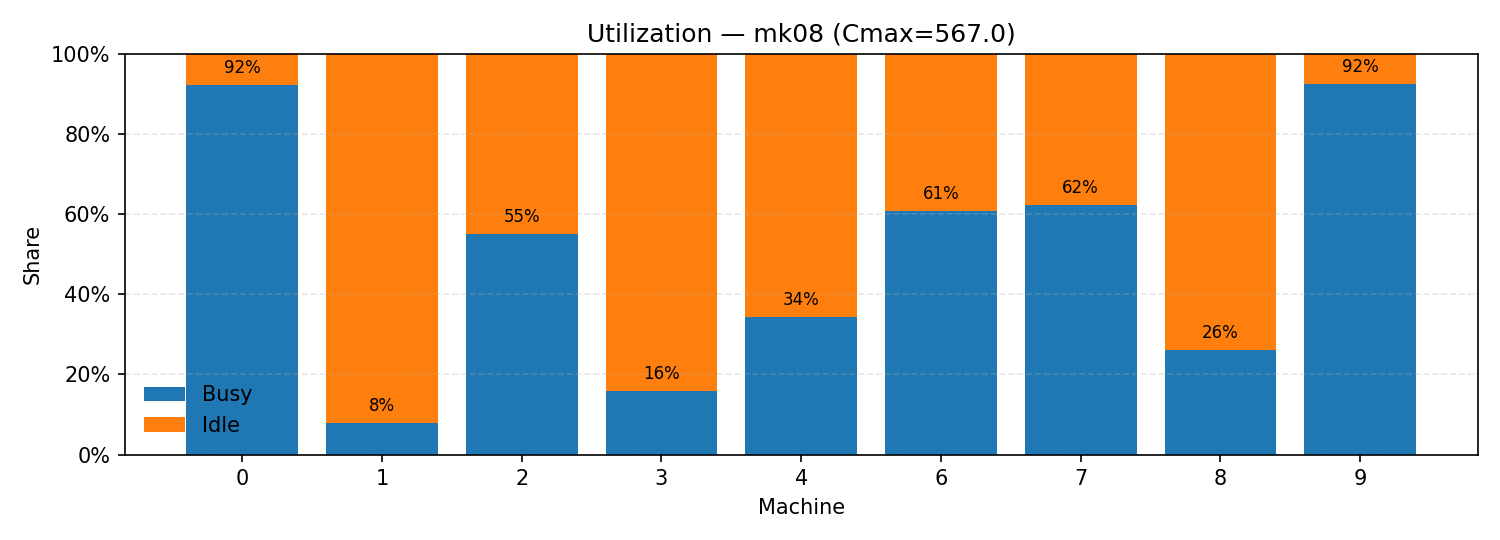 Utilization — mk08 (Cmax=567.0)
100%
80%
60%
40%
20%
0%
Share
92%
8%
55%
16%
34%
61%
62%
26%
92%
Busy
Idle
0 1 2 3 4 6 7 8 9
Machine